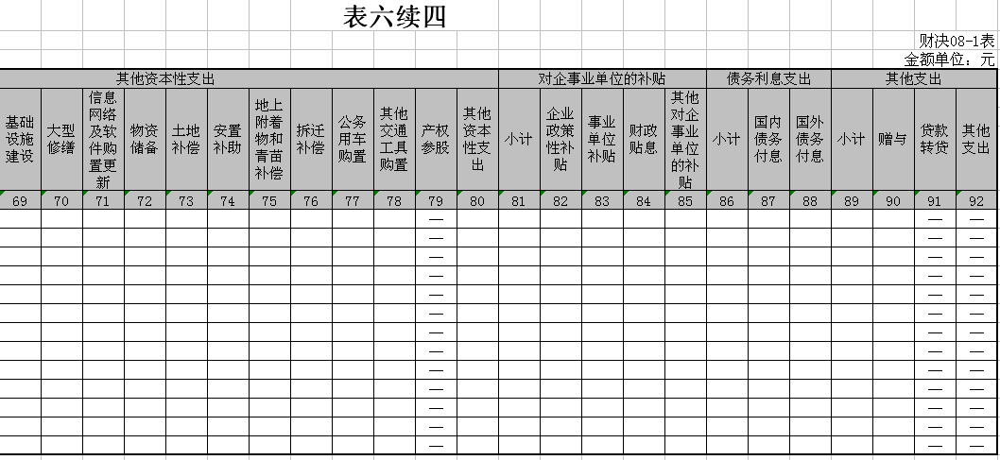 表六续四
财决08-1表
金额单位：元
其他资本性支出 对企事业单位的补贴 债务利息支出 其他支出
基础设施建设 大型修缮 信息网络及软件购置更新 物资储备 土地补偿 安置补助 地上附着物和青苗补偿 拆迁补偿 公务用车购置 其他交通工具购置 产权参股 其他资本性支出 小计 企业政策性补贴 事业单位补贴 财政贴息 其他对企事业单位的补贴 小计 国内债务付息 国外债务付息 小计 赠与 贷款转贷 其他支出
69 70 71 72 73 74 75 76 77 78 79 80 81 82 83 84 85 86 87 88 89 90 91 92
— — —
— — —
— — —
— — —
— — —
— — —
— — —
— — —
— — —
— — —
— — —
— — —
— — —